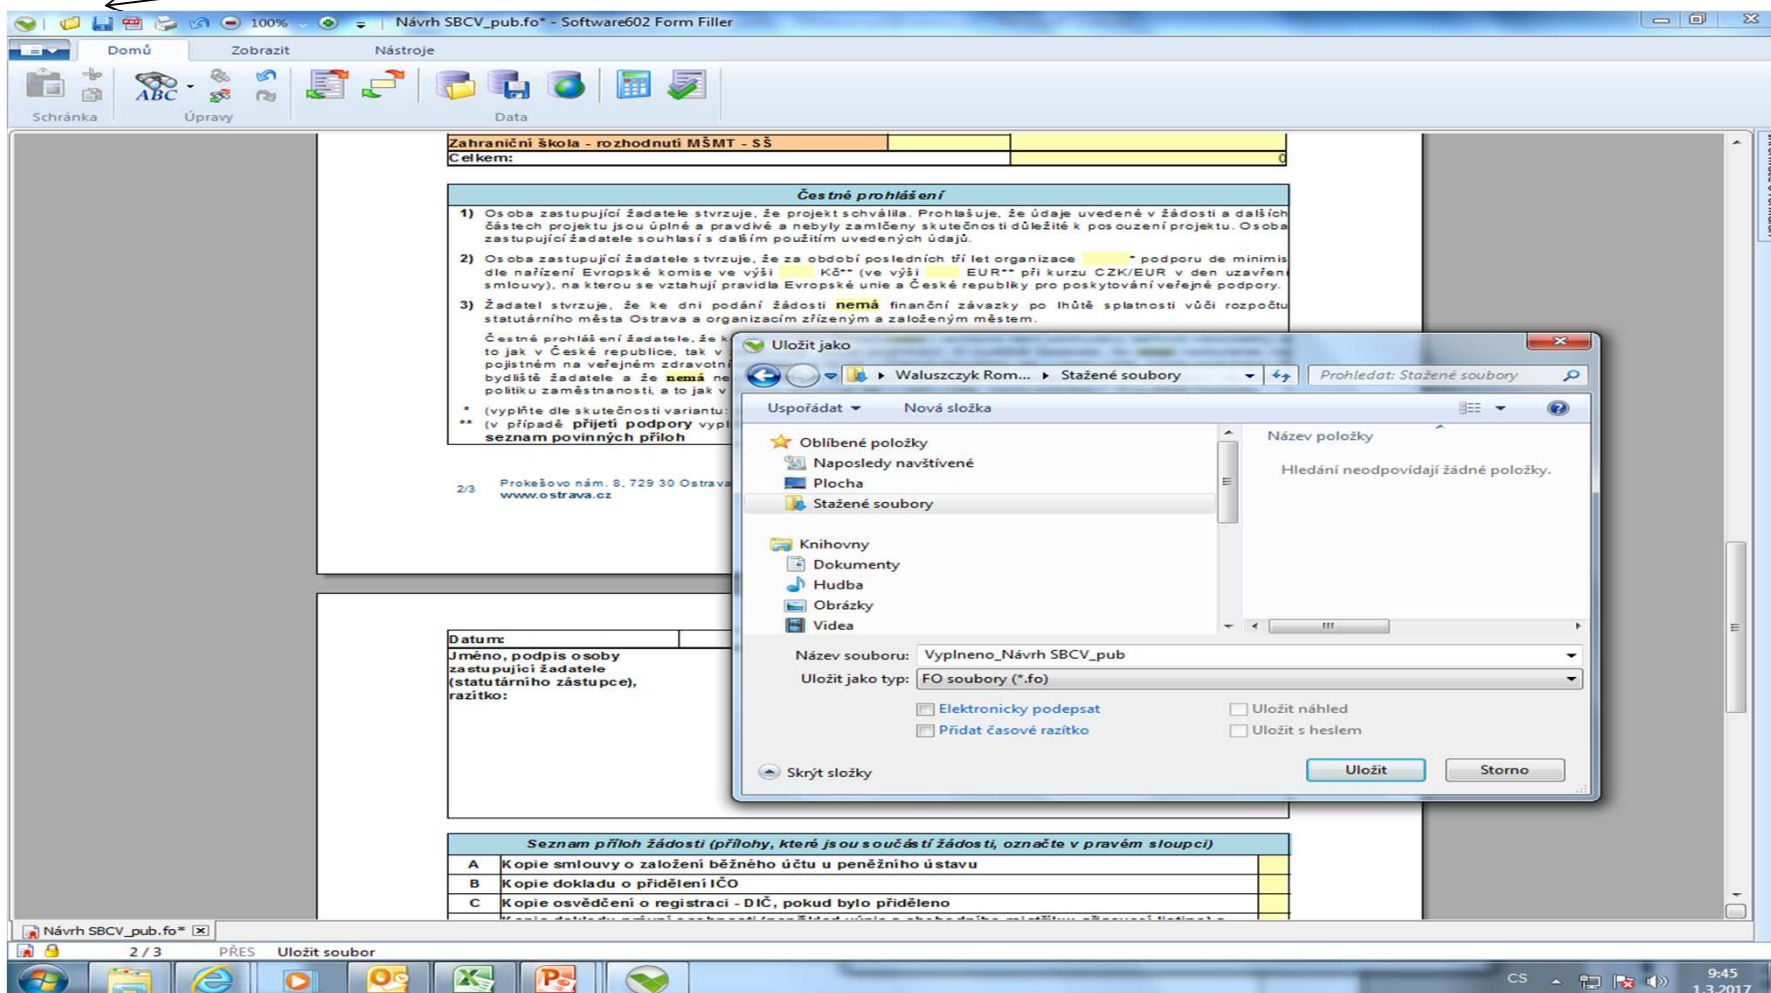 100%
Návrh SBCV_pub.fo* - Software602 Form Filler
Domů Zobrazit Nástroje
ABC
Schránka Úpravy Data
Zahraniční škola - rozhodnutí MŠMT - SŠ
Celkem: 0
Čestné prohlášení
1) Osoba zastupující žadatele stvrzuje, že projekt schválila. Prohlašuje, že údaje uvedené v žádosti a dalších
částech projektu jsou úplné a pravdivé a nebyly zamlčeny skutečnosti důležité k posouzení projektu. Osoba
zastupující žadatele souhlasí s dalším použitím uvedených údajů.
2) Osoba zastupující žadatele stvrzuje, že za období posledních tří let organizace * podporu de minimis
dle nařízení Evropské komise ve výši Kč** (ve výši EUR** při kurzu CZK/EUR v den uzavření
smlouvy), na kterou se vztahují pravidla Evropské unie a České republiky pro poskytování veřejné podpory.
3) Žadatel stvrzuje, že ke dni podání žádosti nemá finanční závazky po lhůtě splatnosti vůči rozpočtu
statutárního města Ostrava a organizacím zřízeným a založeným městem.
Čestné prohlášení žadatele, že k
to jak v České republice, tak v
pojistném na veřejném zdravotní
bydliště žadatele a že nemá ne
politiku zaměstnanosti, a to jak v
* (vyplňte dle skutečnosti variantu:
** (v případě přijetí podpory vypl
seznam povinných příloh
2/3 Prokešovo nám. 8, 729 30 Ostrava
www.ostrava.cz
Uložit jako
Waluszczyk Rom... Stažené soubory
Prohledat: Stažené soubory
Uspořádat Nová složka
Oblíbené položky
Naposledy navštívené
Plocha
Stažené soubory
Knihovny
Dokumenty
Hudba
Obrázky
Videa
Název položky
Hledání neodpovídají žádné položky.
Název souboru: Vyplneno_Návrh SBCV_pub
Uložit jako typ: FO soubory (*.fo)
Elektronicky podepsat Uložit náhled
Přidat časové razítko Uložit s heslem
Skrýt složky Uložit Storno
Datum:
Jméno, podpis osoby
zastupující žadatele
(statutárního zástupce),
razítko:
Seznam příloh žádosti (přílohy, které jsou součástí žádosti, označte v pravém sloupci)
A Kopie smlouvy o založení běžného účtu u peněžního ústavu
B Kopie dokladu o přidělení IČO
C Kopie osvědčení o registraci - DIČ, pokud bylo přiděleno
Návrh SBCV_pub.fo*
2 / 3 PŘES Uložit soubor
CS 9:45
1.3.2017